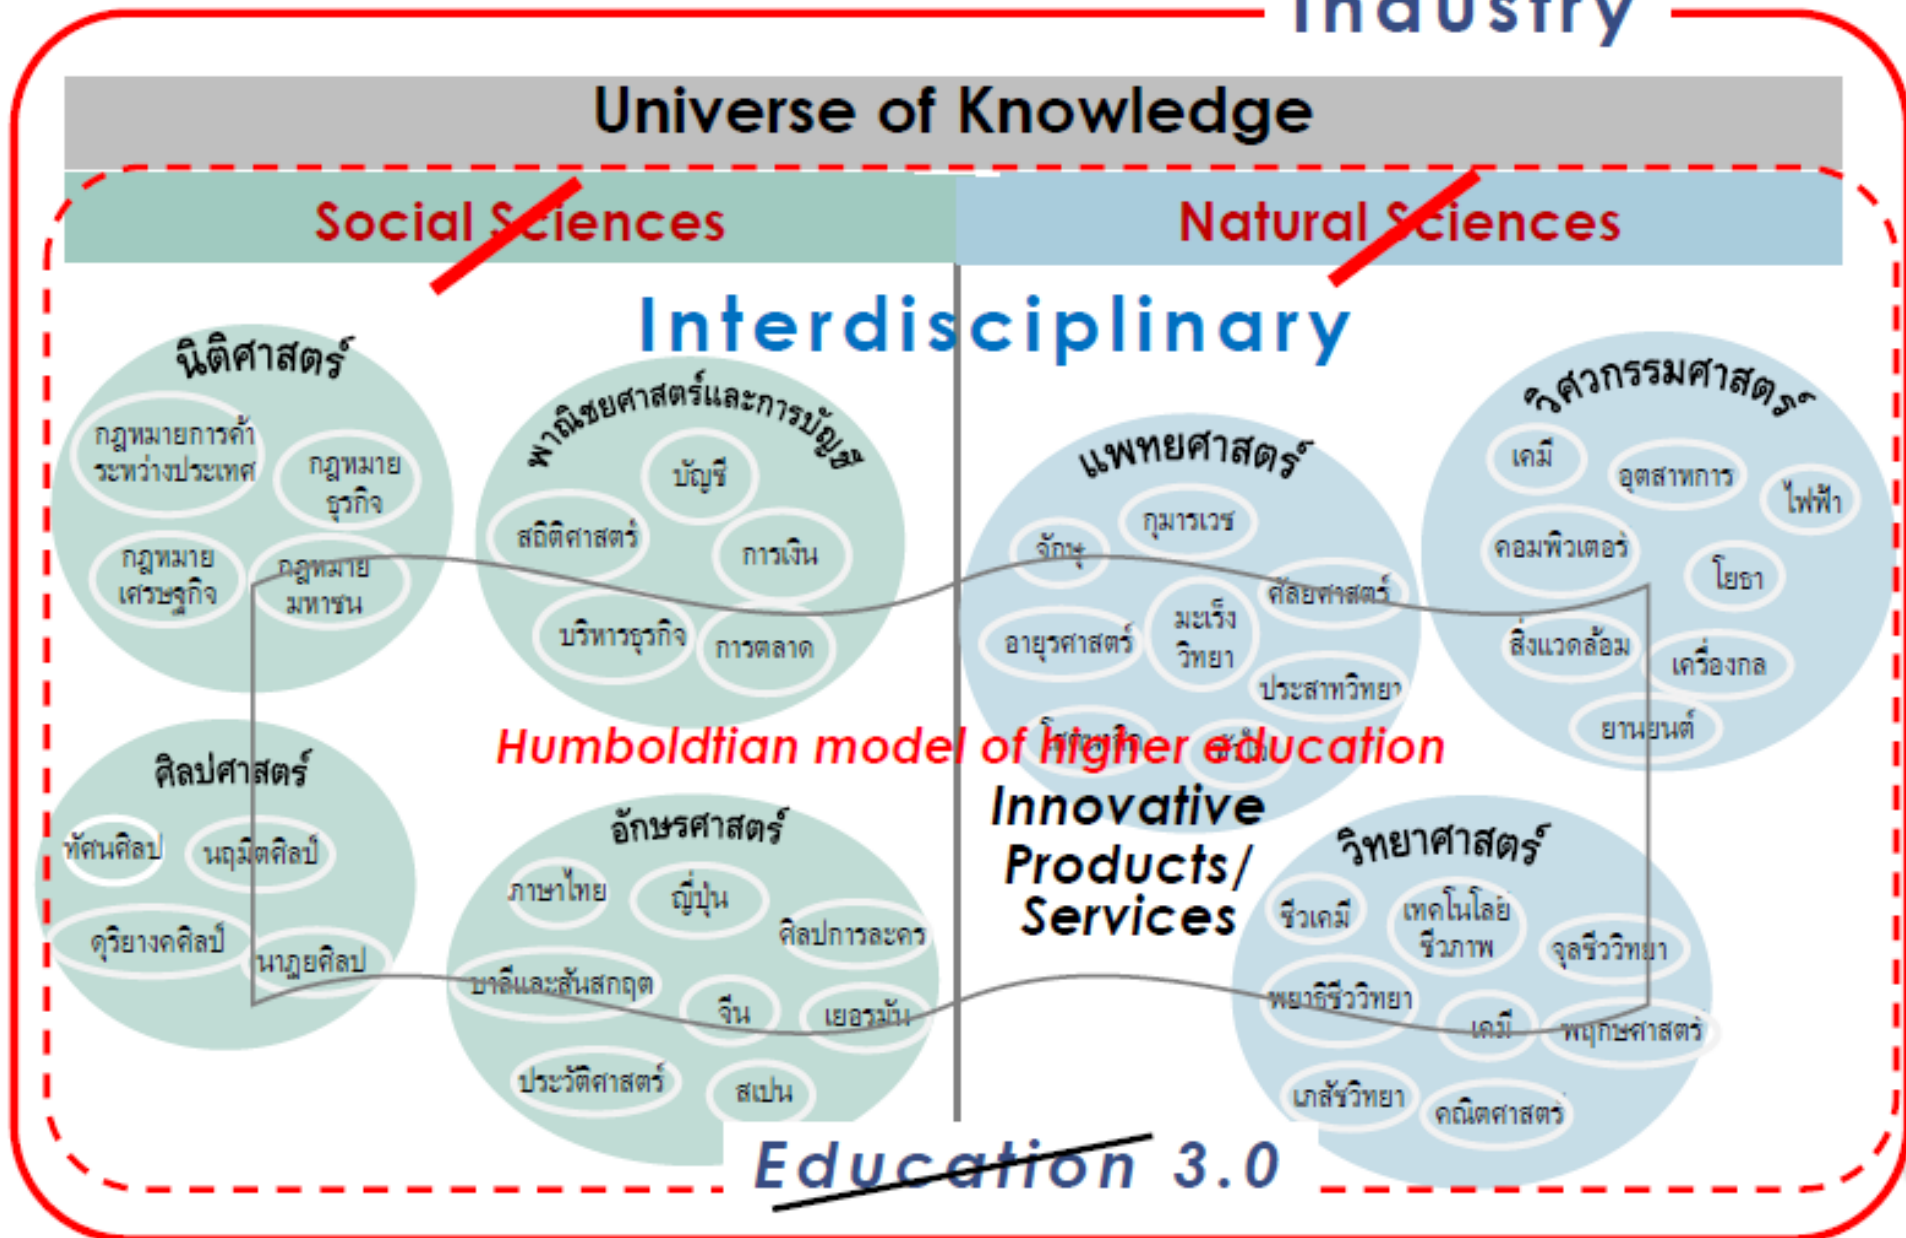 Industry
Universe of Knowledge
Social Sciences
Natural Sciences
Interdisciplinary
นิติศาสตร์
กฎหมายการค้า
ระหว่างประเทศ
กฎหมาย
ธุรกิจ
กฎหมาย
เศรษฐกิจ
กฎหมาย
มหาชน
พาณิชยศาสตร์และการบัญชี
บัญชี
สถิติศาสตร์
การเงิน
บริหารธุรกิจ
การตลาด
แพทยศาสตร์
กุมารเวช
จักษุ
ศัลยศาสตร์
มะเร็ง
วิทยา
อายุรศาสตร์
ประสาทวิทยา
หัวใจ
วิศวกรรมศาสตร์
เคมี
อุตสาหการ
ไฟฟ้า
คอมพิวเตอร์
โยธา
สิ่งแวดล้อม
เครื่องกล
ยานยนต์
Humboldtian model of higher education
Innovative
Products/
Services
ศิลปศาสตร์
ทัศนศิลป์
นฤมิตศิลป์
ดุริยางคศิลป์
นาฏยศิลป
อักษรศาสตร์
ภาษาไทย
ญี่ปุ่น
ศิลปการละคร
บาลีและสันสกฤต
จีน
เยอรมัน
ประวัติศาสตร์
สเปน
วิทยาศาสตร์
ชีวเคมี
เทคโนโลยี
ชีวภาพ
จุลชีววิทยา
พยาธิชีววิทยา
เคมี
พฤกษศาสตร์
เภสัชวิทยา
คณิตศาสตร์
Education 3.0